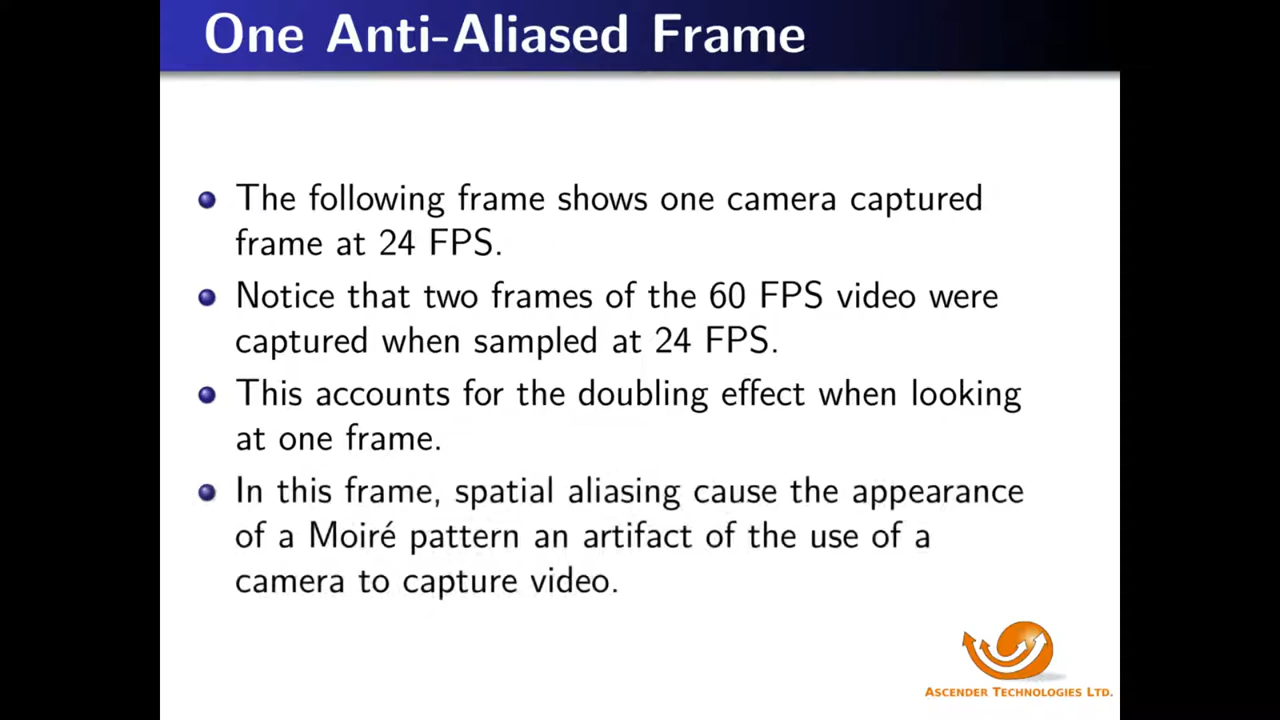 One Anti-Aliased Frame
The following frame shows one camera captured
frame at 24 FPS.
Notice that two frames of the 60 FPS video were
captured when sampled at 24 FPS.
This accounts for the doubling effect when looking
at one frame.
In this frame, spatial aliasing cause the appearance
of a Moiré pattern an artifact of the use of a
camera to capture video.
ASCENDER TECHNOLOGIES LTD.